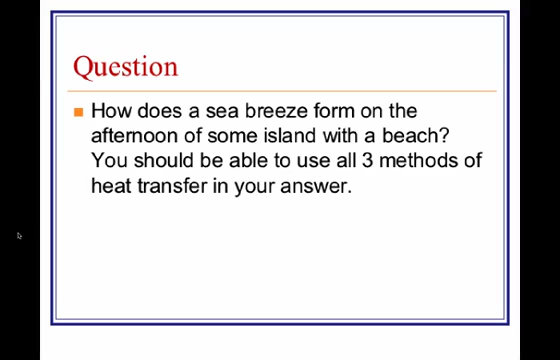 Question
How does a sea breeze form on the
afternoon of some island with a beach?
You should be able to use all 3 methods of
heat transfer in your answer.